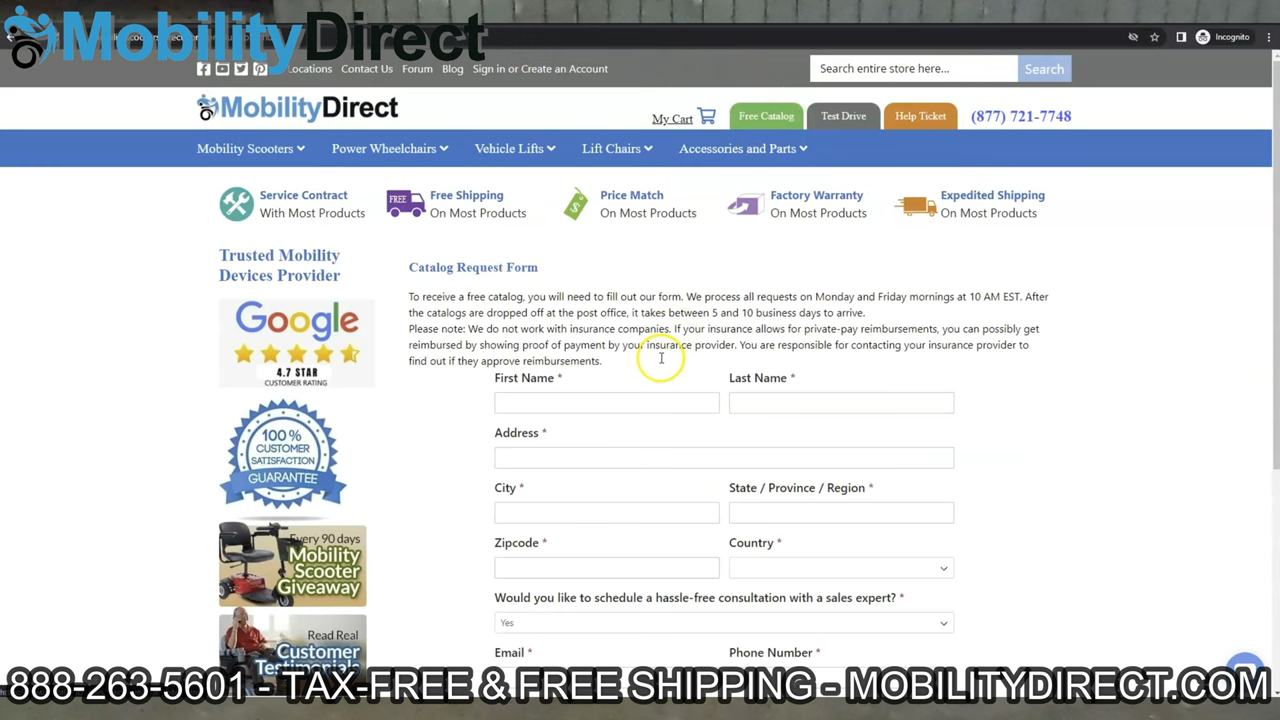 MobilityDirect
Incognito
Locations Contact Us Forum Blog Sign in or Create an Account
Search entire store here... Search
MobilityDirect
My Cart
Free Catalog
Test Drive
Help Ticket
(877) 721-7748
Mobility Scooters Power Wheelchairs Vehicle Lifts Lift Chairs Accessories and Parts
Service Contract
With Most Products
FREE
Free Shipping
On Most Products
Price Match
On Most Products
Factory Warranty
On Most Products
Expedited Shipping
On Most Products
Trusted Mobility
Devices Provider
Google
4.7 STAR
CUSTOMER RATING
100%
CUSTOMER
SATISFACTION
GUARANTEE
Every 90 days
Mobility
Scooter
Giveaway
Read Real
Customer
Testimonials
Catalog Request Form
To receive a free catalog, you will need to fill out our form. We process all requests on Monday and Friday mornings at 10 AM EST. After
the catalogs are dropped off at the post office, it takes between 5 and 10 business days to arrive.
Please note: We do not work with insurance companies. If your insurance allows for private-pay reimbursements, you can possibly get
reimbursed by showing proof of payment by your insurance provider. You are responsible for contacting your insurance provider to
find out if they approve reimbursements.
First Name * Last Name *
Address *
City * State / Province / Region *
Zipcode * Country *
Would you like to schedule a hassle-free consultation with a sales expert? *
Yes
Email * Phone Number *
888-263-5601 - TAX-FREE & FREE SHIPPING - MOBILITYDIRECT.COM